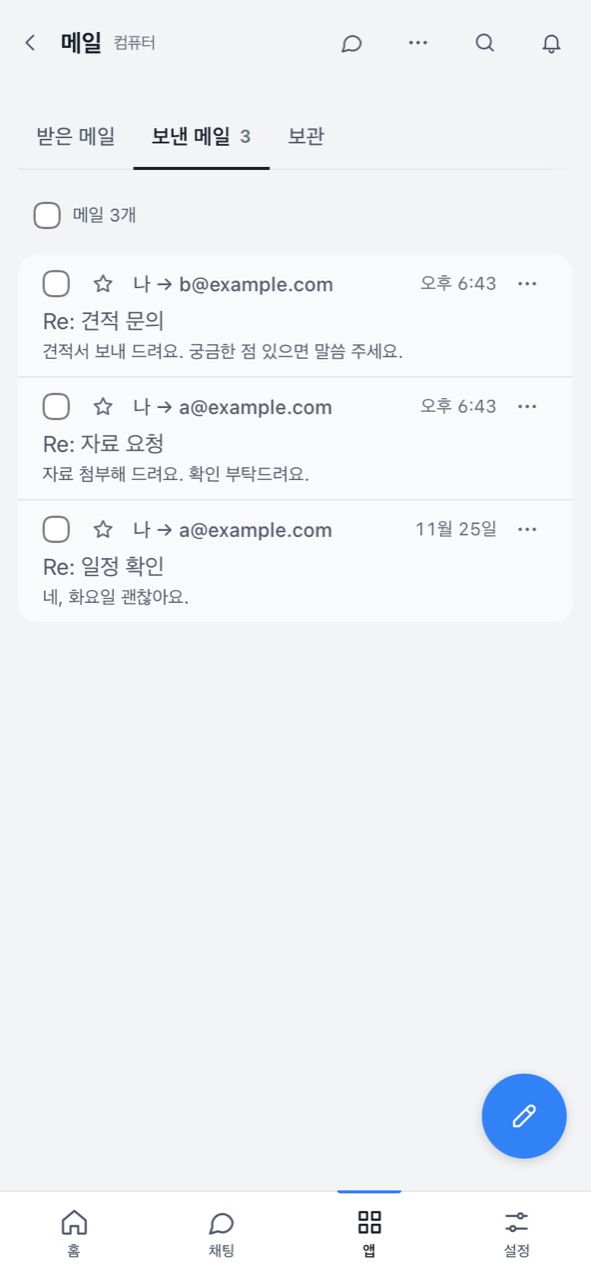 메일 컴퓨터
받은 메일 보낸 메일 3 보관
메일 3개
나 → b@example.com 오후 6:43
Re: 견적 문의
견적서 보내 드려요. 궁금한 점 있으면 말씀 주세요.
나 → a@example.com 오후 6:43
Re: 자료 요청
자료 첨부해 드려요. 확인 부탁드려요.
나 → a@example.com 11월 25일
Re: 일정 확인
네, 화요일 괜찮아요.
홈 채팅 앱 설정